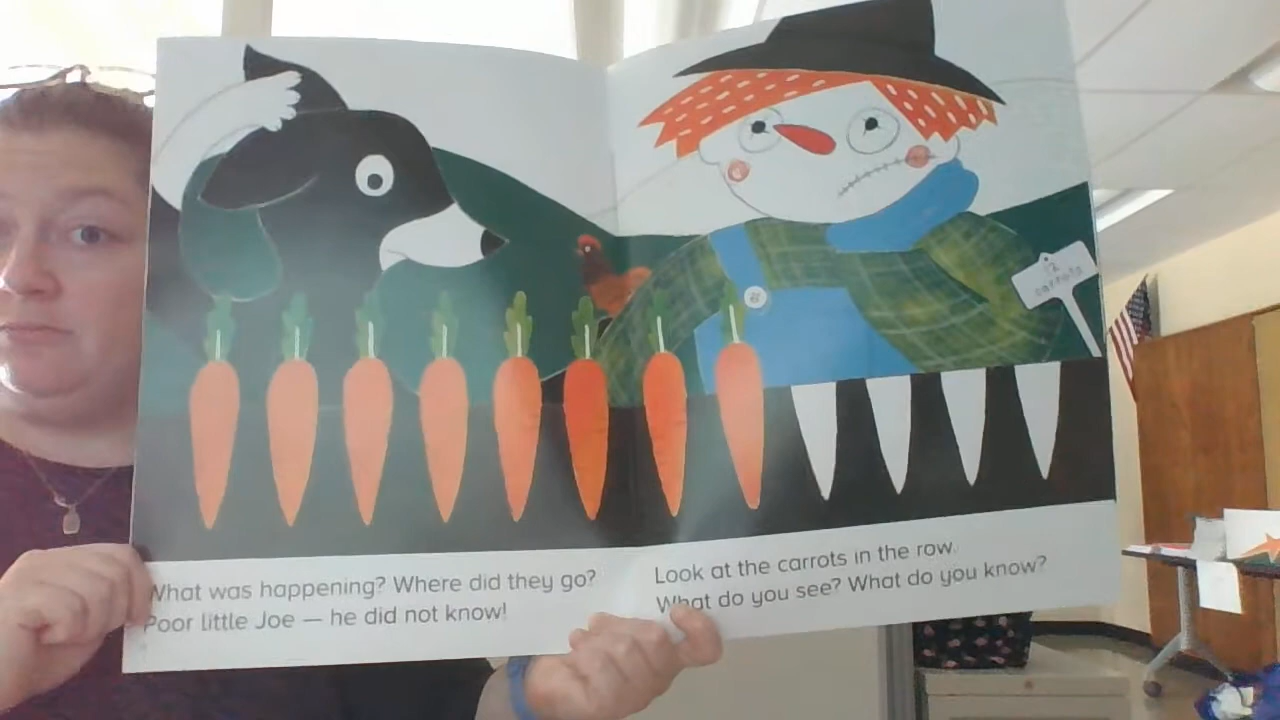 12
carrots
What was happening? Where did they go?
Poor little Joe — he did not know!
Look at the carrots in the row.
What do you see? What do you know?